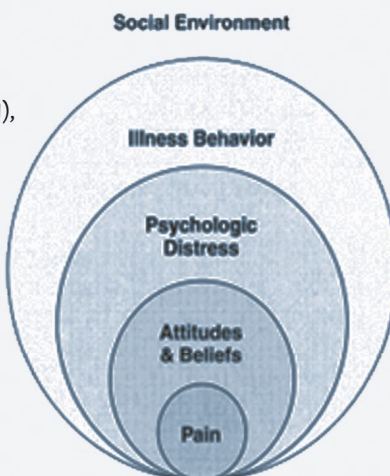 Social Environment
),
Illness Behavior
Psychologic
Distress
Attitudes
& Beliefs
Pain